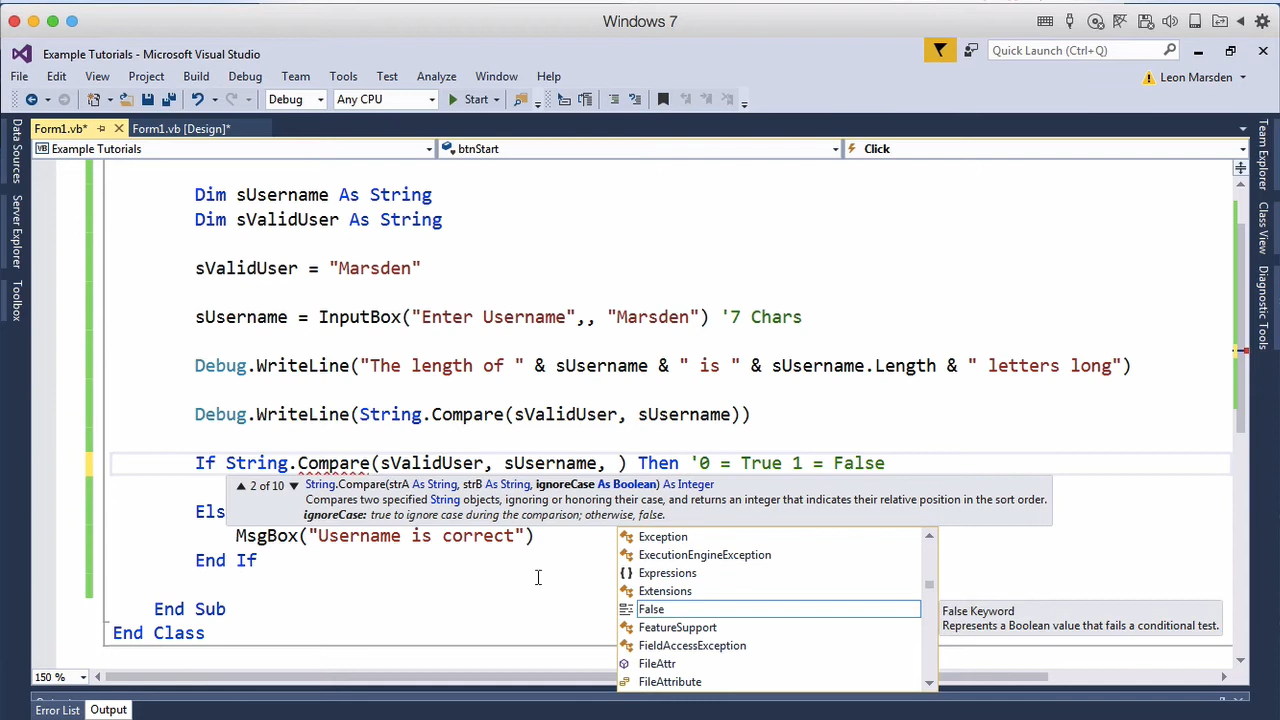 Windows 7
Example Tutorials - Microsoft Visual Studio
Quick Launch (Ctrl+Q)
File Edit View Project Build Debug Team Tools Test Analyze Window Help
Leon Marsden
Debug Any CPU Start
Form1.vb* Form1.vb [Design]*
Example Tutorials btnStart Click
Data Sources
Server Explorer
Toolbox
Team Explorer
Class View
Diagnostic Tools
Dim sUsername As String
Dim sValidUser As String
sValidUser = "Marsden"
sUsername = InputBox("Enter Username",, "Marsden") '7 Chars
Debug.WriteLine("The length of " & sUsername & " is " & sUsername.Length & " letters long")
Debug.WriteLine(String.Compare(sValidUser, sUsername))
If String.Compare(sValidUser, sUsername, ) Then '0 = True 1 = False
2 of 10 String.Compare(strA As String, strB As String, ignoreCase As Boolean) As Integer
Compares two specified String objects, ignoring or honoring their case, and returns an integer that indicates their relative position in the sort order.
ignoreCase: true to ignore case during the comparison; otherwise, false.
Els
MsgBox("Username is correct")
End If
Exception
ExecutionEngineException
Expressions
Extensions
False
FeatureSupport
FieldAccessException
FileAttr
FileAttribute
False Keyword
Represents a Boolean value that fails a conditional test.
End Sub
End Class
150 %
Error List Output